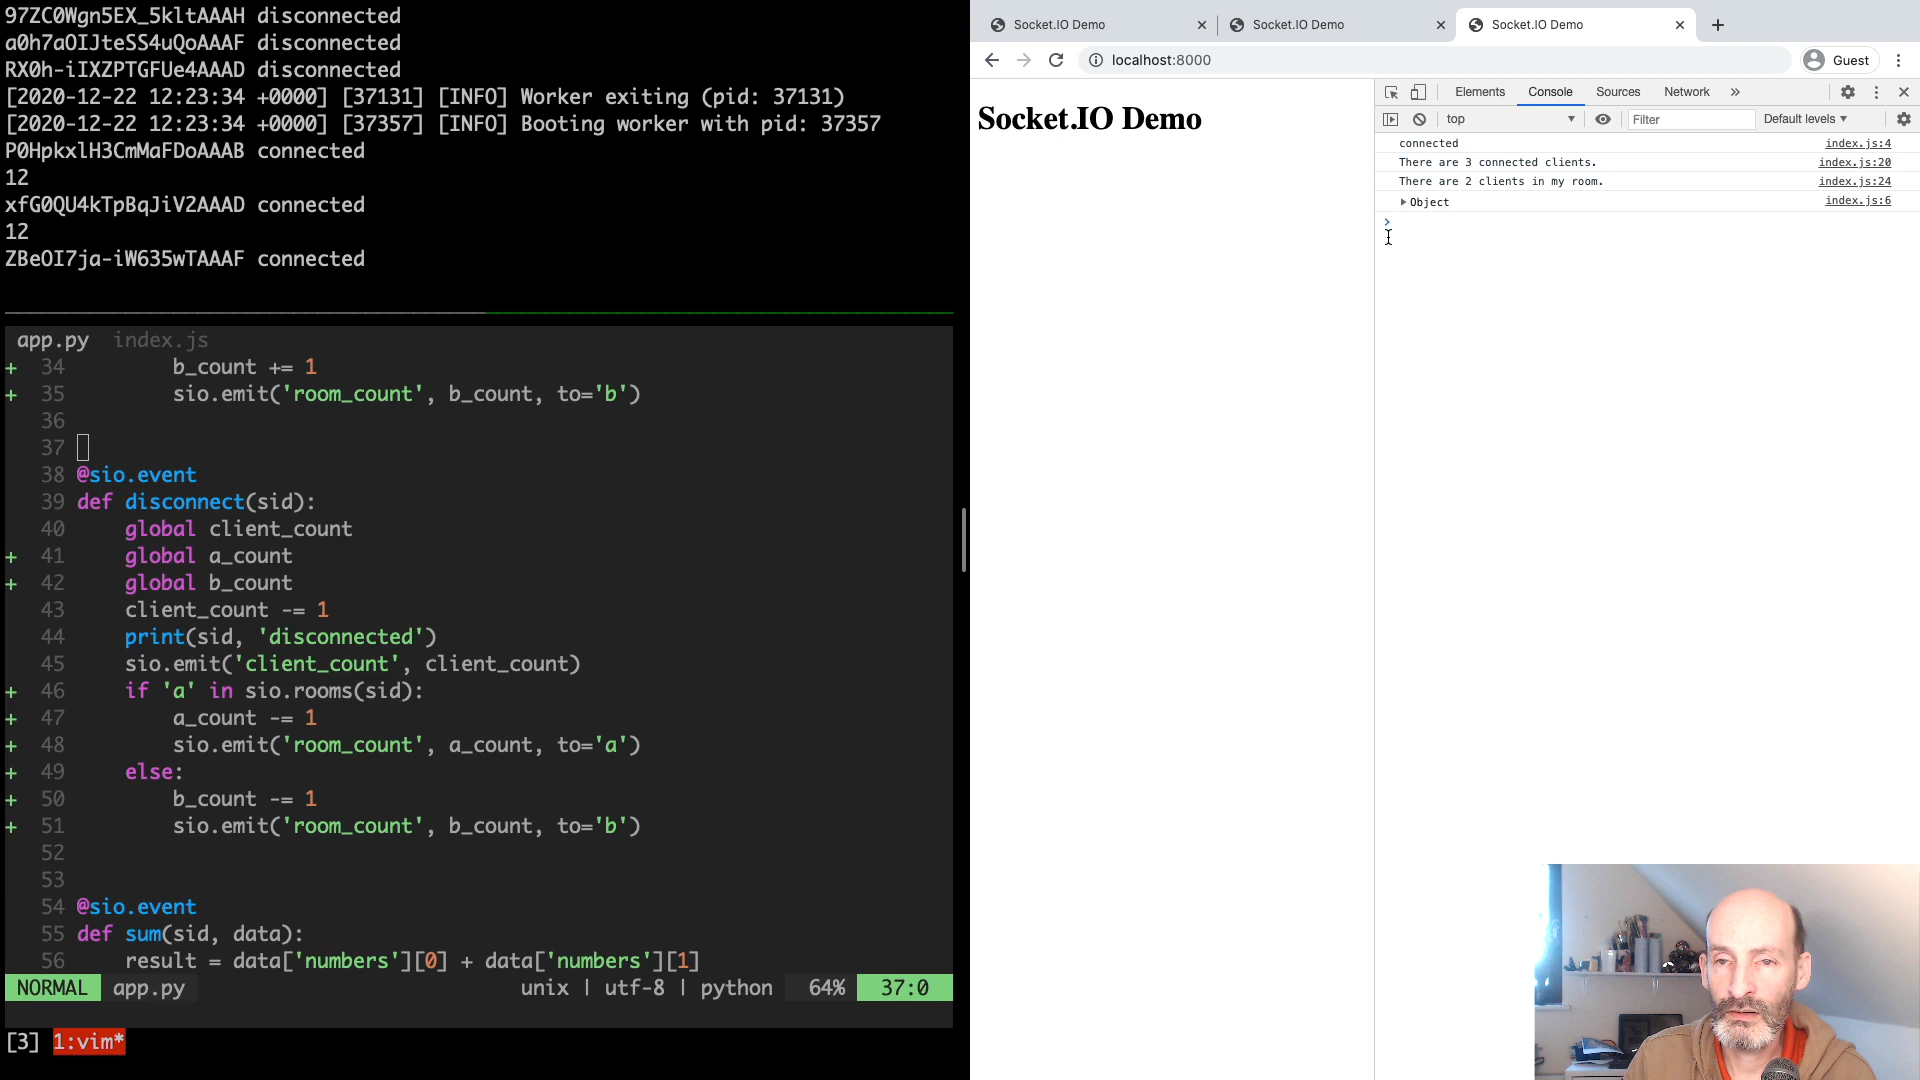 97ZC0Wgn5EX_5kltAAAH disconnected
a0h7aOIJteSS4uQoAAAF disconnected
RX0h-iIXZPTGFUe4AAAD disconnected
[2020-12-22 12:23:34 +0000] [37131] [INFO] Worker exiting (pid: 37131)
[2020-12-22 12:23:34 +0000] [37357] [INFO] Booting worker with pid: 37357
P0HpkxlH3CmMaFDoAAAB connected
12
xfG0QU4kTpBqJiV2AAAD connected
12
ZBeOI7ja-iW635wTAAAF connected
app.py index.js
+ 34 b_count += 1
+ 35 sio.emit('room_count', b_count, to='b')
36
37
38 @sio.event
39 def disconnect(sid):
40 global client_count
+ 41 global a_count
+ 42 global b_count
43 client_count -= 1
44 print(sid, 'disconnected')
45 sio.emit('client_count', client_count)
+ 46 if 'a' in sio.rooms(sid):
+ 47 a_count -= 1
+ 48 sio.emit('room_count', a_count, to='a')
+ 49 else:
+ 50 b_count -= 1
+ 51 sio.emit('room_count', b_count, to='b')
52
53
54 @sio.event
55 def sum(sid, data):
56 result = data['numbers'][0] + data['numbers'][1]
NORMAL app.py unix | utf-8 | python 64% 37:0
[3] 1:vim*
Socket.IO Demo Socket.IO Demo Socket.IO Demo
localhost:8000 Guest
Socket.IO Demo
Elements Console Sources Network »
top Filter Default levels
connected index.js:4
There are 3 connected clients. index.js:20
There are 2 clients in my room. index.js:24
Object index.js:6
>